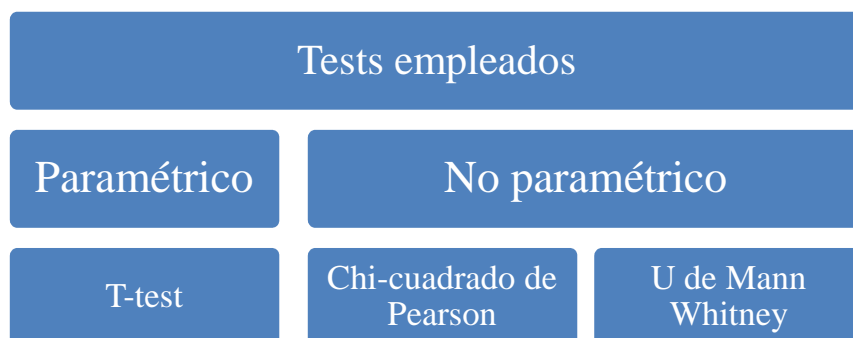 Tests empleados
Paramétrico
No paramétrico
T-test
Chi-cuadrado de
Pearson
U de Mann
Whitney